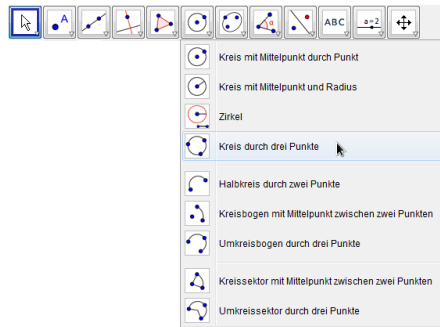 A
α
ABC
a=2
Kreis mit Mittelpunkt durch Punkt
Kreis mit Mittelpunkt und Radius
Zirkel
Kreis durch drei Punkte
Halbkreis durch zwei Punkte
Kreisbogen mit Mittelpunkt zwischen zwei Punkten
Umkreisbogen durch drei Punkte
Kreissektor mit Mittelpunkt zwischen zwei Punkten
Umkreissektor durch drei Punkte